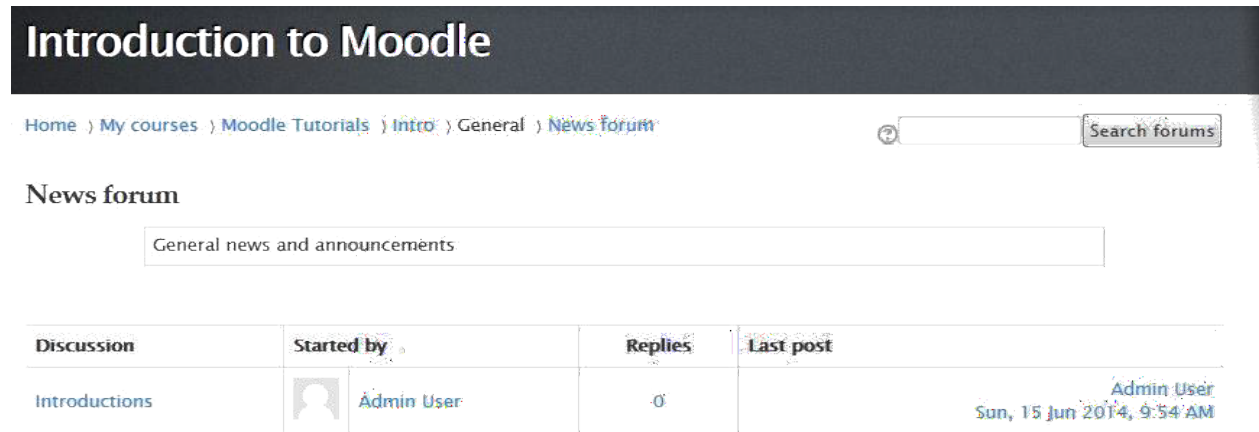 Introduction to Moodle
Home › My courses › Moodle Tutorials › Intro › General › News forum
Search forums
News forum
General news and announcements
Discussion Started by Replies Last post
Introductions Admin User 0 Admin User
Sun, 15 Jun 2014, 9:54 AM